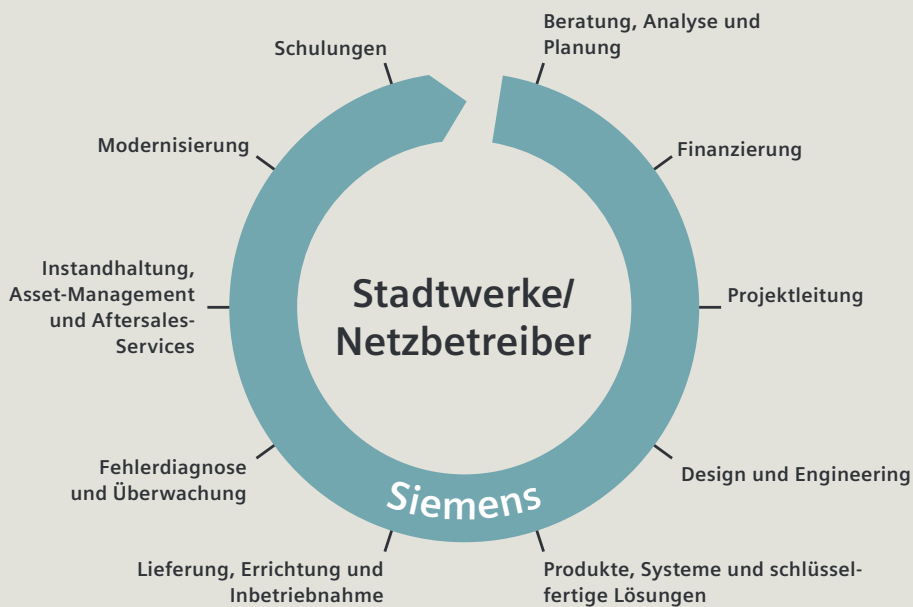 Beratung, Analyse und
Planung
Finanzierung
Projektleitung
Design und Engineering
Produkte, Systeme und schlüssel-
fertige Lösungen
Lieferung, Errichtung und
Inbetriebnahme
Fehlerdiagnose
und Überwachung
Instandhaltung,
Asset-Management
und Aftersales-
Services
Modernisierung
Schulungen
Stadtwerke/
Netzbetreiber
Siemens